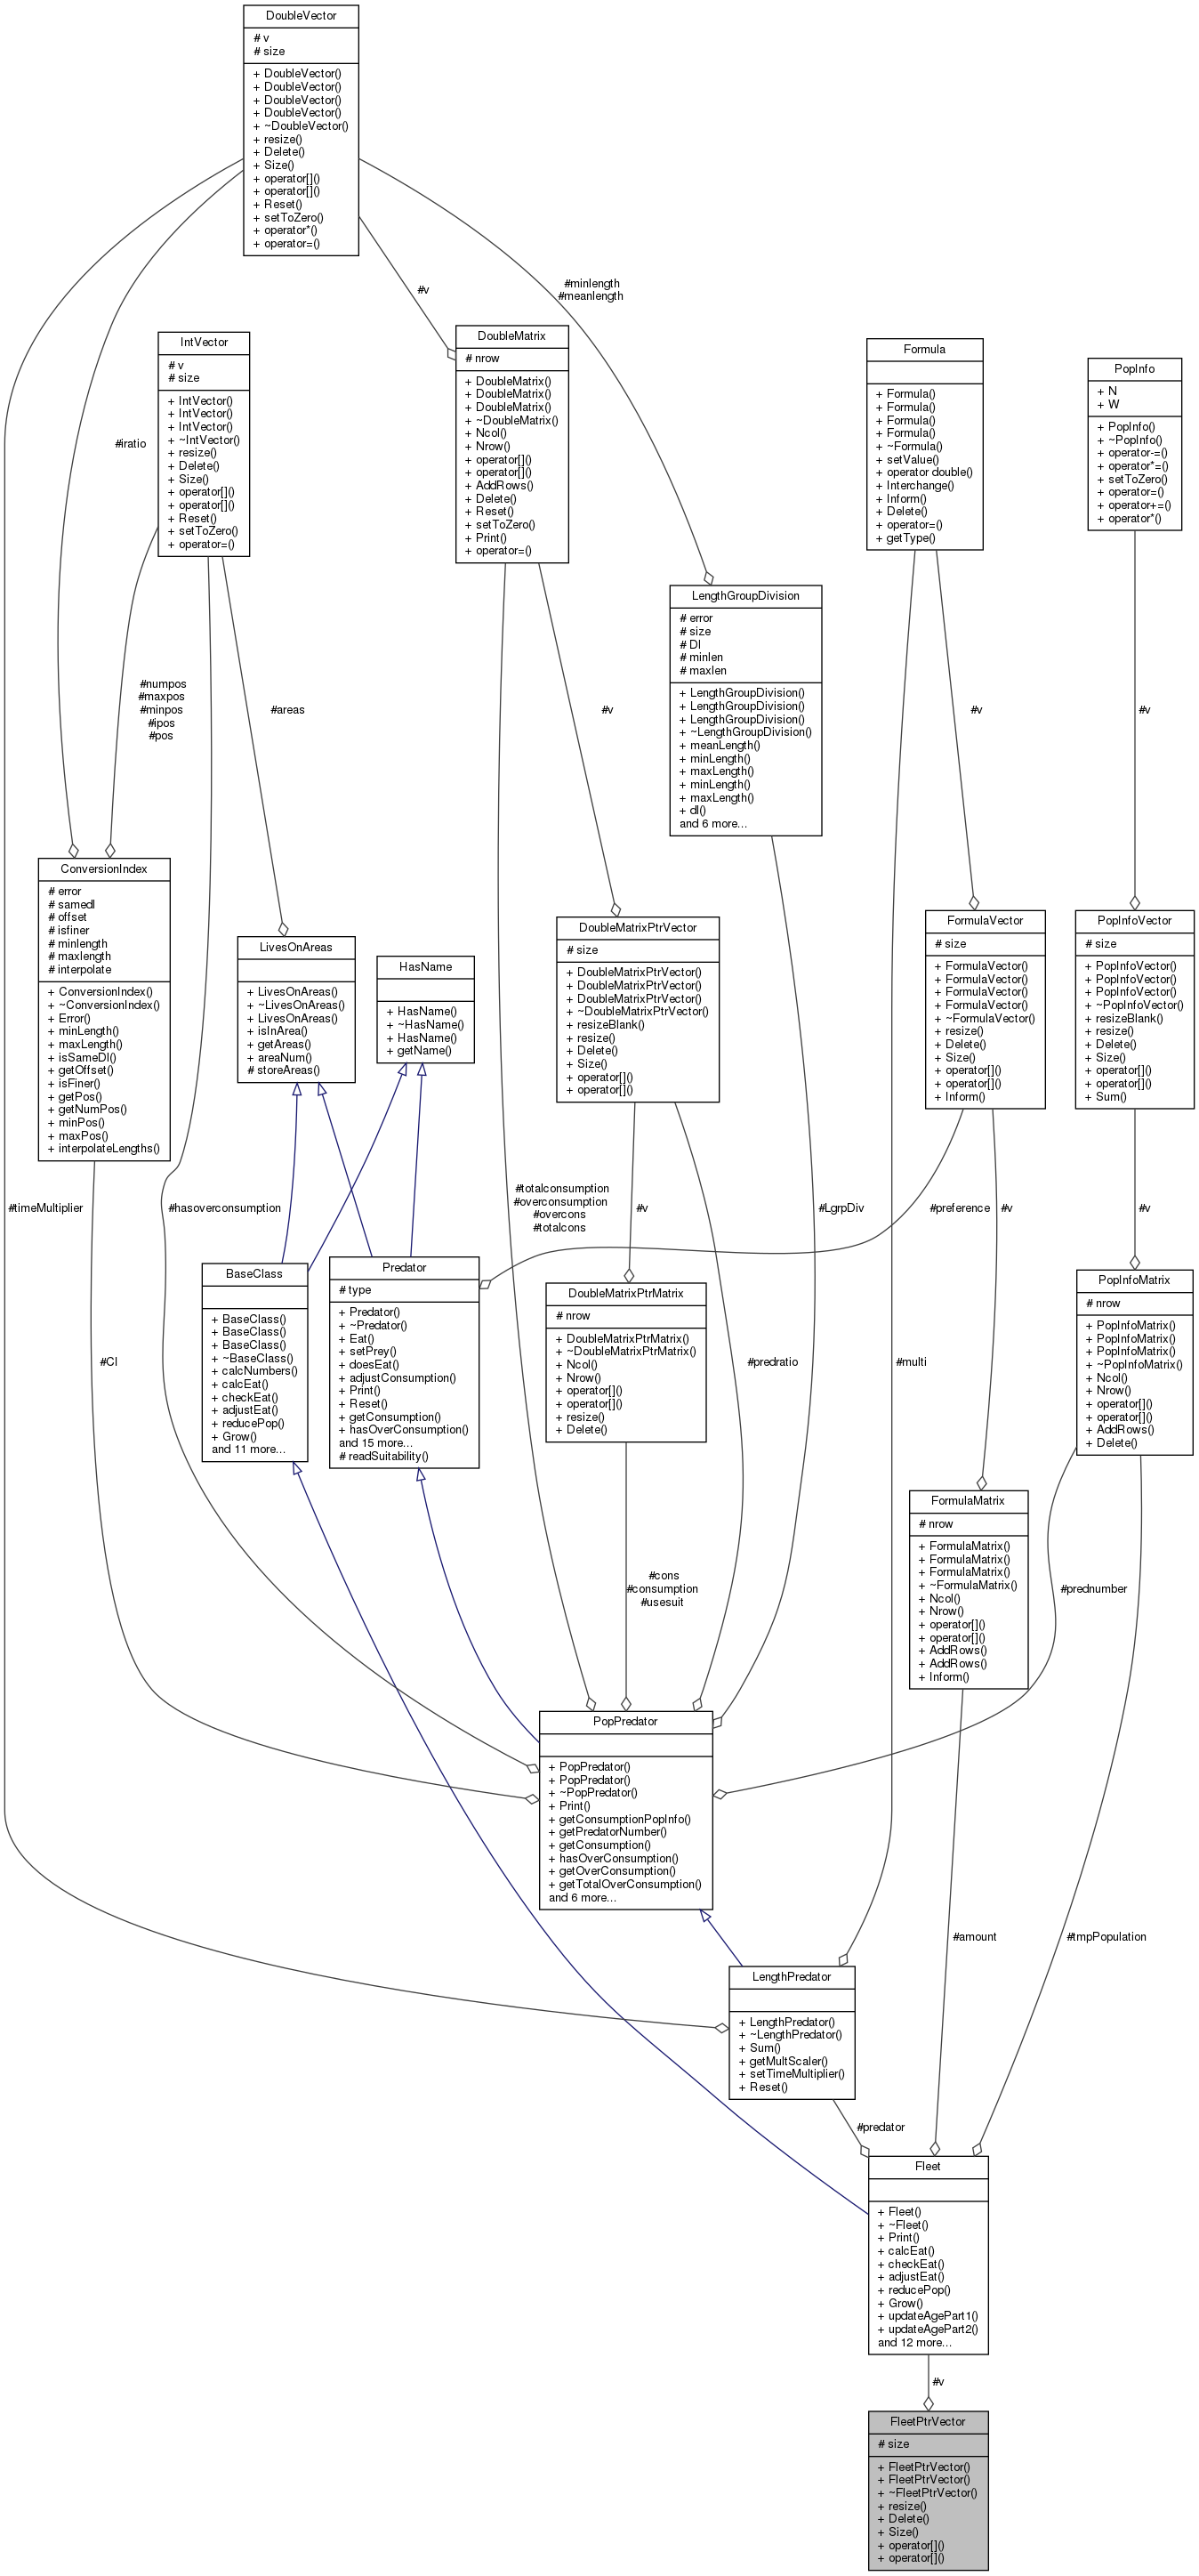 DoubleVector
# v
# size
+ DoubleVector()
+ DoubleVector()
+ DoubleVector()
+ DoubleVector()
+ ~DoubleVector()
+ resize()
+ Delete()
+ Size()
+ operator[]()
+ operator[]()
+ Reset()
+ setToZero()
+ operator*()
+ operator=()
#v
#minlength
#meanlength
#iratio
IntVector
# v
# size
+ IntVector()
+ IntVector()
+ IntVector()
+ ~IntVector()
+ resize()
+ Delete()
+ Size()
+ operator[]()
+ operator[]()
+ Reset()
+ setToZero()
+ operator=()
DoubleMatrix
# nrow
+ DoubleMatrix()
+ DoubleMatrix()
+ DoubleMatrix()
+ ~DoubleMatrix()
+ Ncol()
+ Nrow()
+ operator[]()
+ operator[]()
+ AddRows()
+ Delete()
+ Reset()
+ setToZero()
+ Print()
+ operator=()
Formula
+ Formula()
+ Formula()
+ Formula()
+ Formula()
+ ~Formula()
+ setValue()
+ operator double()
+ Interchange()
+ Inform()
+ Delete()
+ operator=()
+ getType()
PopInfo
+ N
+ W
+ PopInfo()
+ ~PopInfo()
+ operator-=()
+ operator*=()
+ setToZero()
+ operator=()
+ operator+=()
+ operator*()
LengthGroupDivision
# error
# size
# Dl
# minlen
# maxlen
+ LengthGroupDivision()
+ LengthGroupDivision()
+ LengthGroupDivision()
+ ~LengthGroupDivision()
+ meanLength()
+ minLength()
+ maxLength()
+ minLength()
+ maxLength()
+ dl()
and 6 more...
#numpos
#maxpos
#minpos
#ipos
#pos
#areas
#v
#v
#v
ConversionIndex
# error
# samedl
# offset
# isfiner
# minlength
# maxlength
# interpolate
+ ConversionIndex()
+ ~ConversionIndex()
+ Error()
+ minLength()
+ maxLength()
+ isSameDl()
+ getOffset()
+ isFiner()
+ getPos()
+ getNumPos()
+ minPos()
+ maxPos()
+ interpolateLengths()
LivesOnAreas
+ LivesOnAreas()
+ ~LivesOnAreas()
+ LivesOnAreas()
+ isInArea()
+ getAreas()
+ areaNum()
# storeAreas()
HasName
+ HasName()
+ ~HasName()
+ HasName()
+ getName()
DoubleMatrixPtrVector
# size
+ DoubleMatrixPtrVector()
+ DoubleMatrixPtrVector()
+ DoubleMatrixPtrVector()
+ ~DoubleMatrixPtrVector()
+ resizeBlank()
+ resize()
+ Delete()
+ Size()
+ operator[]()
+ operator[]()
FormulaVector
# size
+ FormulaVector()
+ FormulaVector()
+ FormulaVector()
+ FormulaVector()
+ ~FormulaVector()
+ resize()
+ Delete()
+ Size()
+ operator[]()
+ operator[]()
+ Inform()
PopInfoVector
# size
+ PopInfoVector()
+ PopInfoVector()
+ PopInfoVector()
+ ~PopInfoVector()
+ resizeBlank()
+ resize()
+ Delete()
+ Size()
+ operator[]()
+ operator[]()
+ Sum()
#timeMultiplier
#hasoverconsumption
#totalconsumption
#overconsumption
#overcons
#totalcons
#v
#LgrpDiv
#preference
#v
#v
BaseClass
+ BaseClass()
+ BaseClass()
+ BaseClass()
+ ~BaseClass()
+ calcNumbers()
+ calcEat()
+ checkEat()
+ adjustEat()
+ reducePop()
+ Grow()
and 11 more...
Predator
# type
+ Predator()
+ ~Predator()
+ Eat()
+ setPrey()
+ doesEat()
+ adjustConsumption()
+ Print()
+ Reset()
+ getConsumption()
+ hasOverConsumption()
and 15 more...
# readSuitability()
DoubleMatrixPtrMatrix
# nrow
+ DoubleMatrixPtrMatrix()
+ ~DoubleMatrixPtrMatrix()
+ Ncol()
+ Nrow()
+ operator[]()
+ operator[]()
+ resize()
+ Delete()
PopInfoMatrix
# nrow
+ PopInfoMatrix()
+ PopInfoMatrix()
+ PopInfoMatrix()
+ ~PopInfoMatrix()
+ Ncol()
+ Nrow()
+ operator[]()
+ operator[]()
+ AddRows()
+ Delete()
#CI
#predratio
#multi
FormulaMatrix
# nrow
+ FormulaMatrix()
+ FormulaMatrix()
+ FormulaMatrix()
+ ~FormulaMatrix()
+ Ncol()
+ Nrow()
+ operator[]()
+ operator[]()
+ AddRows()
+ AddRows()
+ Inform()
#cons
#consumption
#usesuit
#prednumber
PopPredator
+ PopPredator()
+ PopPredator()
+ ~PopPredator()
+ Print()
+ getConsumptionPopInfo()
+ getPredatorNumber()
+ getConsumption()
+ hasOverConsumption()
+ getOverConsumption()
+ getTotalOverConsumption()
and 6 more...
#amount
#tmpPopulation
LengthPredator
+ LengthPredator()
+ ~LengthPredator()
+ Sum()
+ getMultScaler()
+ setTimeMultiplier()
+ Reset()
#predator
Fleet
+ Fleet()
+ ~Fleet()
+ Print()
+ calcEat()
+ checkEat()
+ adjustEat()
+ reducePop()
+ Grow()
+ updateAgePart1()
+ updateAgePart2()
and 12 more...
#v
FleetPtrVector
# size
+ FleetPtrVector()
+ FleetPtrVector()
+ ~FleetPtrVector()
+ resize()
+ Delete()
+ Size()
+ operator[]()
+ operator[]()